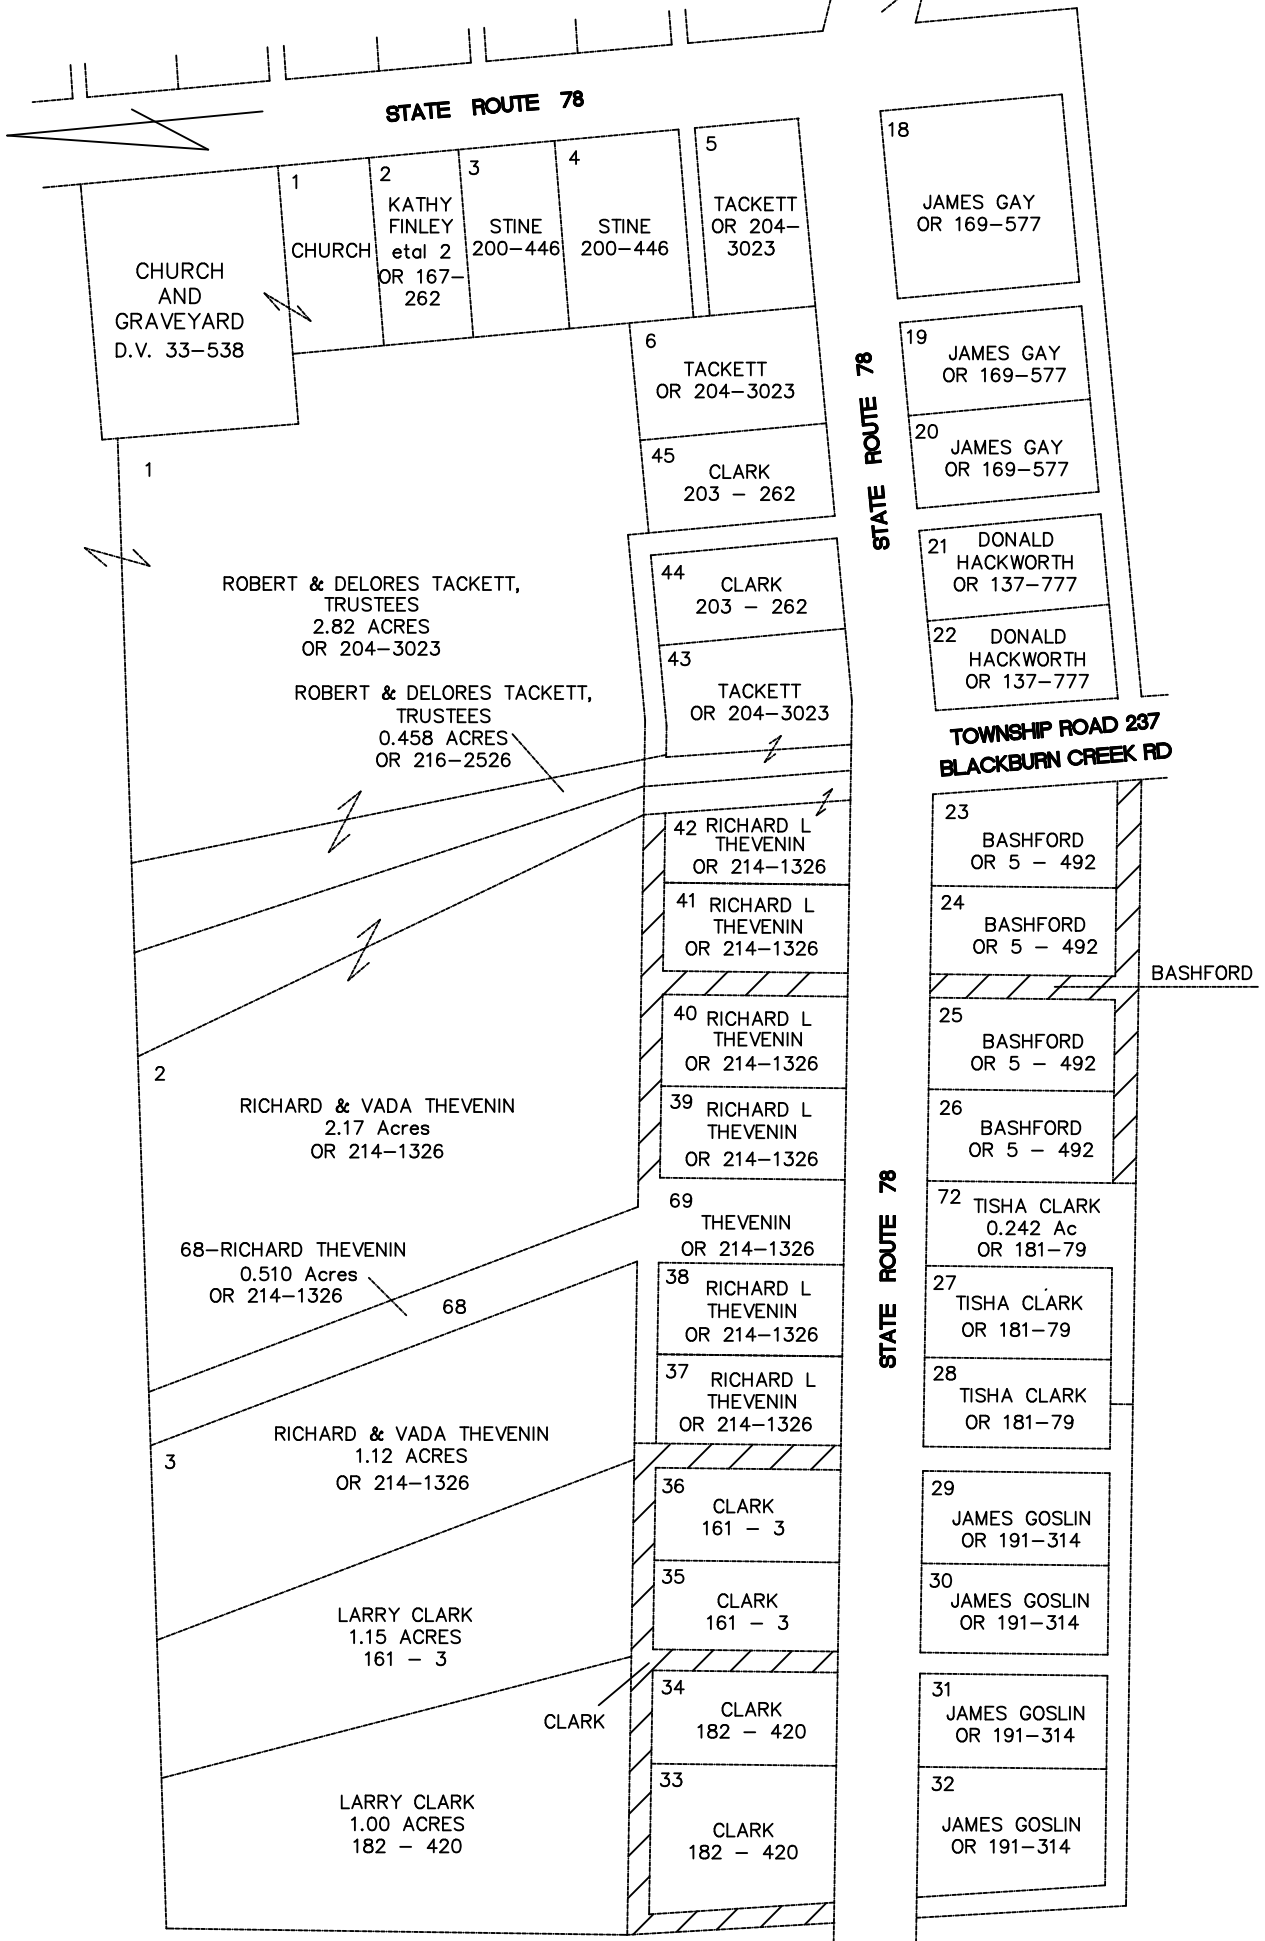 STATE ROUTE 78
1
CHURCH
2
KATHY
FINLEY
etal 2
OR 167-
262
3
STINE
200-446
4
STINE
200-446
5
TACKETT
OR 204-
3023
18
JAMES GAY
OR 169-577
CHURCH
AND
GRAVEYARD
D.V. 33-538
6
TACKETT
OR 204-3023
19
JAMES GAY
OR 169-577
STATE ROUTE 78
45
CLARK
203 - 262
20
JAMES GAY
OR 169-577
1
ROBERT & DELORES TACKETT,
TRUSTEES
2.82 ACRES
OR 204-3023
44
CLARK
203 - 262
21
DONALD
HACKWORTH
OR 137-777
43
TACKETT
OR 204-3023
22
DONALD
HACKWORTH
OR 137-777
ROBERT & DELORES TACKETT,
TRUSTEES
0.458 ACRES
OR 216-2526
TOWNSHIP ROAD 237
BLACKBURN CREEK RD
42 RICHARD L
THEVENIN
OR 214-1326
23
BASHFORD
OR 5 - 492
41 RICHARD L
THEVENIN
OR 214-1326
24
BASHFORD
OR 5 - 492
BASHFORD
40 RICHARD L
THEVENIN
OR 214-1326
25
BASHFORD
OR 5 - 492
2
RICHARD & VADA THEVENIN
2.17 Acres
OR 214-1326
39 RICHARD L
THEVENIN
OR 214-1326
26
BASHFORD
OR 5 - 492
STATE ROUTE 78
69
THEVENIN
OR 214-1326
72 TISHA CLARK
0.242 Ac
OR 181-79
68-RICHARD THEVENIN
0.510 Acres
OR 214-1326
68
38 RICHARD L
THEVENIN
OR 214-1326
27
TISHA CLARK
OR 181-79
37 RICHARD L
THEVENIN
OR 214-1326
28
TISHA CLARK
OR 181-79
3
RICHARD & VADA THEVENIN
1.12 ACRES
OR 214-1326
36
CLARK
161 - 3
29
JAMES GOSLIN
OR 191-314
35
CLARK
161 - 3
30
JAMES GOSLIN
OR 191-314
LARRY CLARK
1.15 ACRES
161 - 3
CLARK
34
CLARK
182 - 420
31
JAMES GOSLIN
OR 191-314
33
CLARK
182 - 420
32
JAMES GOSLIN
OR 191-314
LARRY CLARK
1.00 ACRES
182 - 420